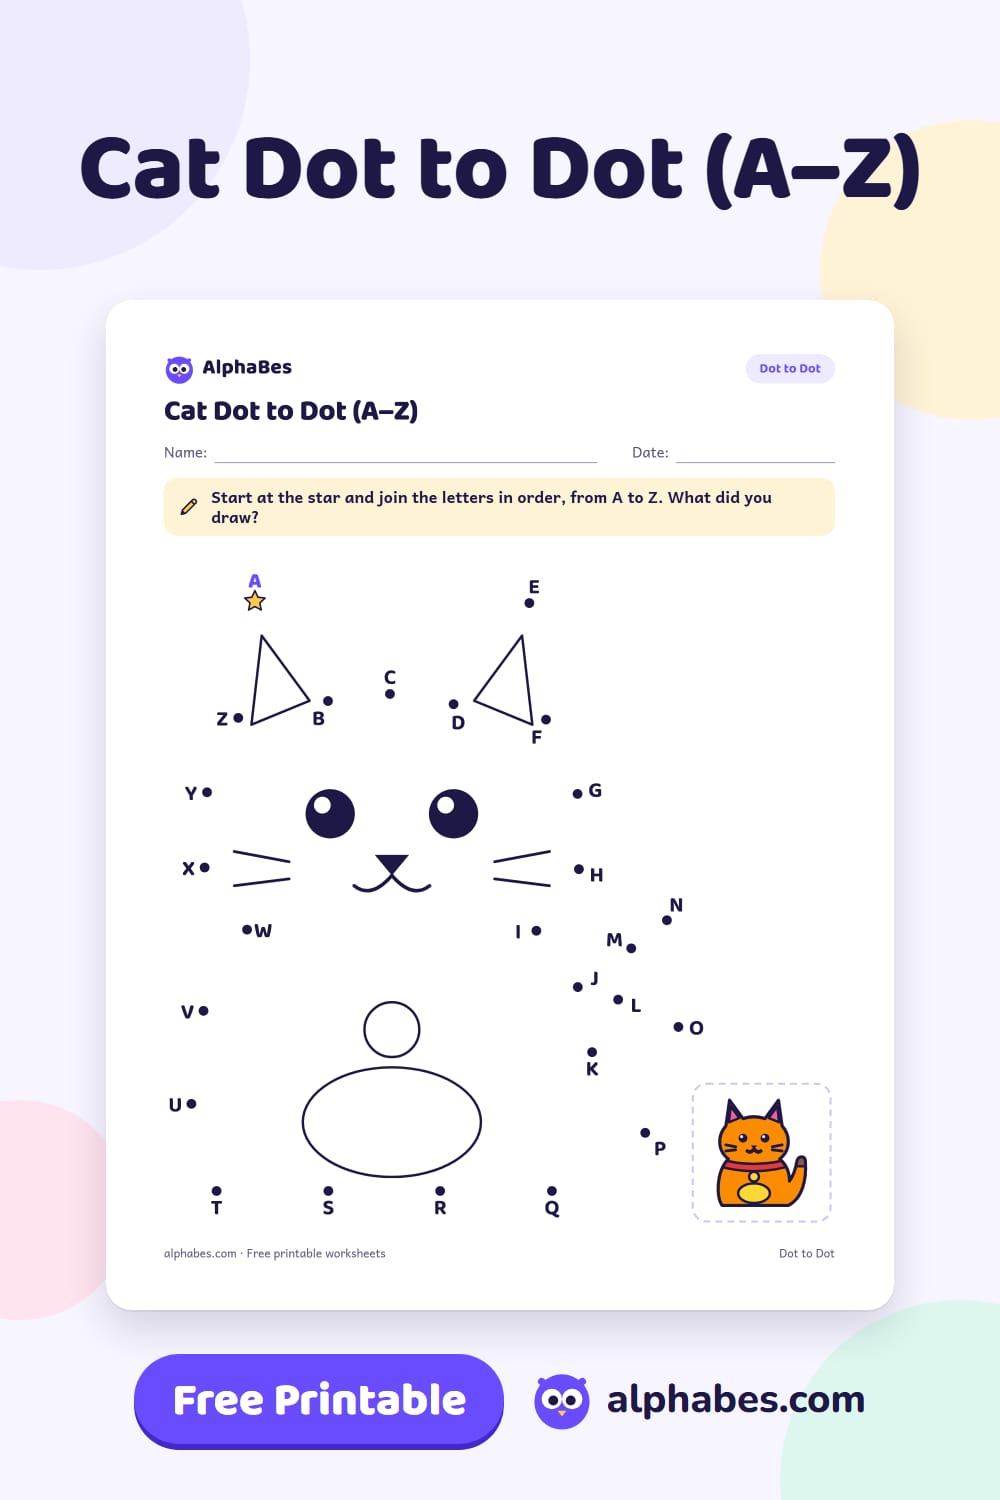 Cat Dot to Dot (A–Z)
AlphaBes
Dot to Dot
Cat Dot to Dot (A–Z)
Name:
Date:
Start at the star and join the letters in order, from A to Z. What did you
draw?
A
E
C
Z
B
D
F
Y
G
X
H
N
W
I
M
J
V
L
O
K
U
P
T
S
R
Q
alphabes.com · Free printable worksheets
Dot to Dot
Free Printable
alphabes.com